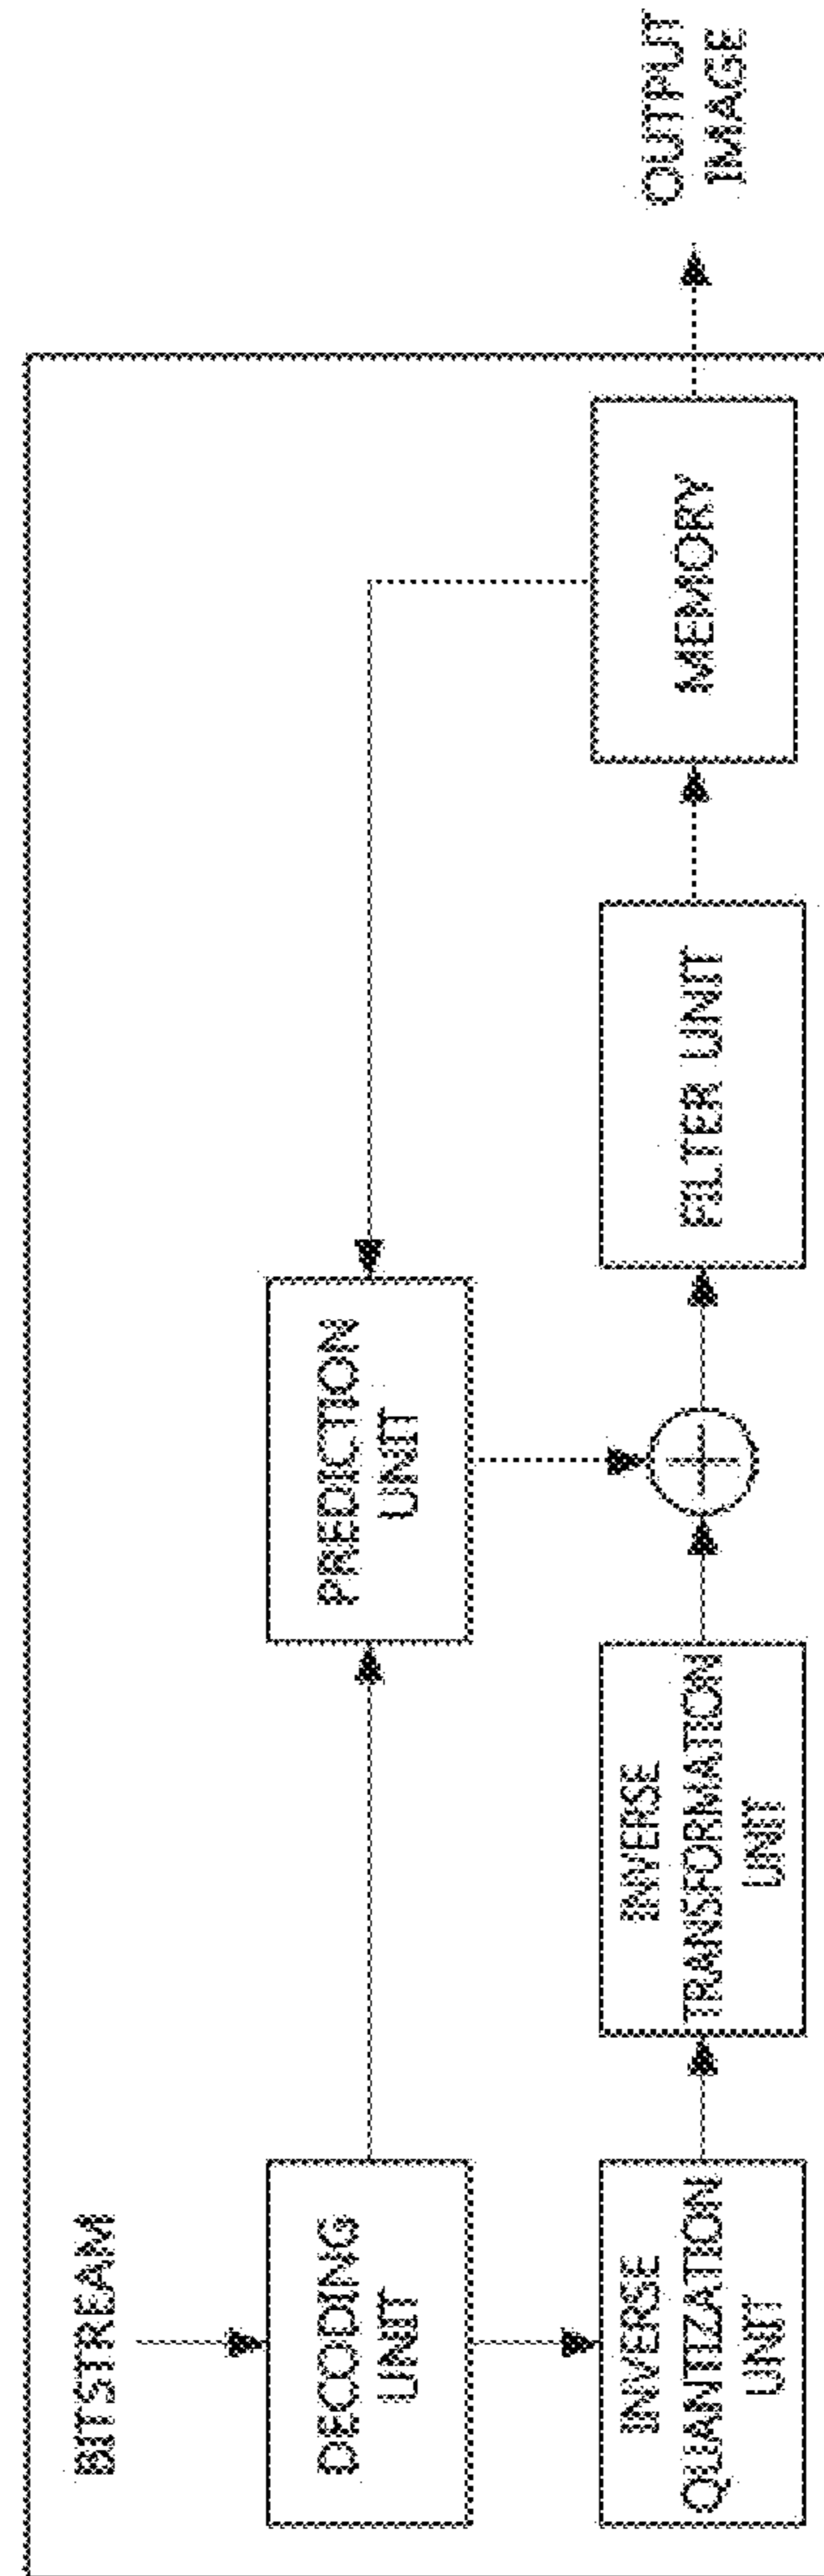 BITSTREAM
DECODING
UNIT
PREDICTION
UNIT
INVERSE
QUANTIZATION
UNIT
INVERSE
TRANSFORMATION
UNIT
FILTER UNIT
MEMORY
OUTPUT
IMAGE